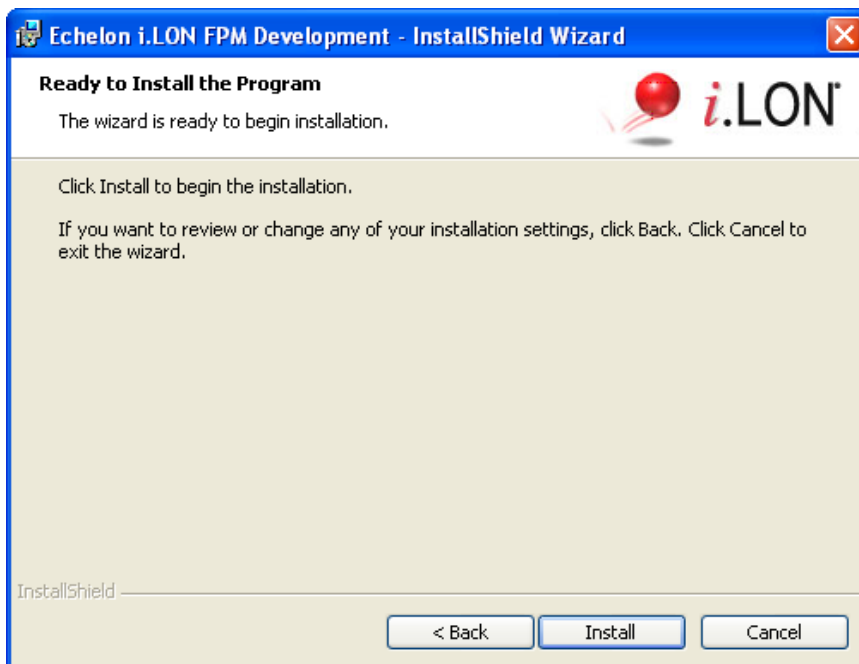 Echelon i.LON FPM Development - InstallShield Wizard
Ready to Install the Program
The wizard is ready to begin installation.
i.LON
Click Install to begin the installation.
If you want to review or change any of your installation settings, click Back. Click Cancel to
exit the wizard.
InstallShield
< Back
Install
Cancel